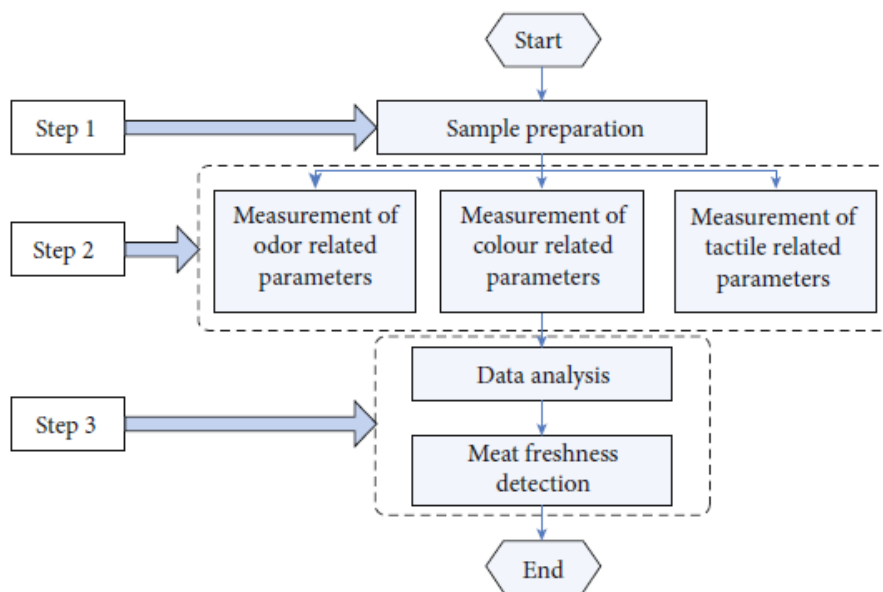 Start
Step 1
Sample preparation
Step 2
Measurement of
odor related
parameters
Measurement of
colour related
parameters
Measurement of
tactile related
parameters
Step 3
Data analysis
Meat freshness
detection
End